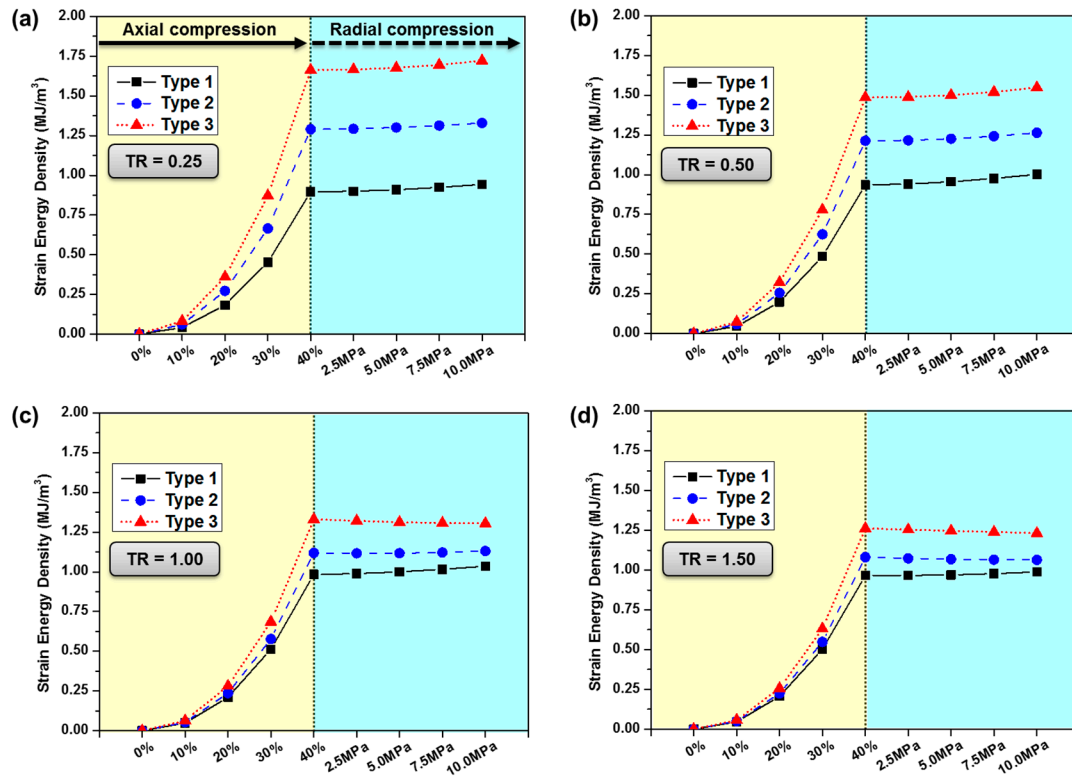 (a)
Axial compression
Radial compression
Type 1
Type 2
Type 3
TR = 0.25
Strain Energy Density (MJ/m³)
2.00
1.75
1.50
1.25
1.00
0.75
0.50
0.25
0.00
0%
10%
20%
30%
40%
2.5MPa
5.0MPa
7.5MPa
10.0MPa
(b)
Type 1
Type 2
Type 3
TR = 0.50
Strain Energy Density (MJ/m³)
2.00
1.75
1.50
1.25
1.00
0.75
0.50
0.25
0.00
0%
10%
20%
30%
40%
2.5MPa
5.0MPa
7.5MPa
10.0MPa
(c)
Type 1
Type 2
Type 3
TR = 1.00
Strain Energy Density (MJ/m³)
2.00
1.75
1.50
1.25
1.00
0.75
0.50
0.25
0.00
0%
10%
20%
30%
40%
2.5MPa
5.0MPa
7.5MPa
10.0MPa
(d)
Type 1
Type 2
Type 3
TR = 1.50
Strain Energy Density (MJ/m³)
2.00
1.75
1.50
1.25
1.00
0.75
0.50
0.25
0.00
0%
10%
20%
30%
40%
2.5MPa
5.0MPa
7.5MPa
10.0MPa